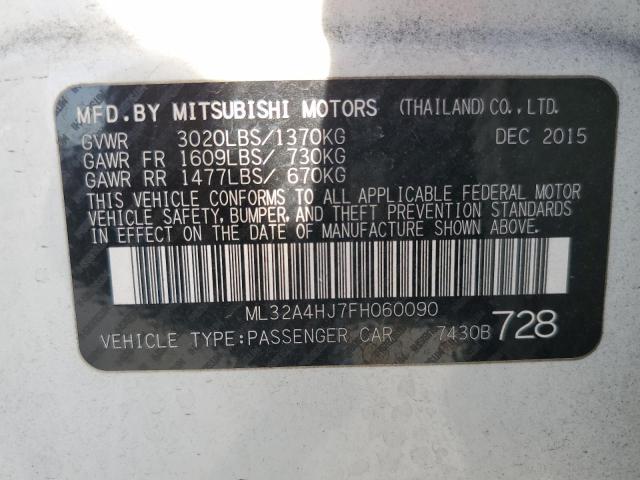 MFD.BY MITSUBISHI MOTORS (THAILAND) CO., LTD.
GVWR 3020LBS/1370KG DEC 2015
GAWR FR 1609LBS/ 730KG
GAWR RR 1477LBS/ 670KG
THIS VEHICLE CONFORMS TO ALL APPLICABLE FEDERAL MOTOR
VEHICLE SAFETY, BUMPER, AND THEFT PREVENTION STANDARDS
IN EFFECT ON THE DATE OF MANUFACTURE SHOWN ABOVE.
ML32A4HJ7FH060090
VEHICLE TYPE:PASSENGER CAR 7430B 728